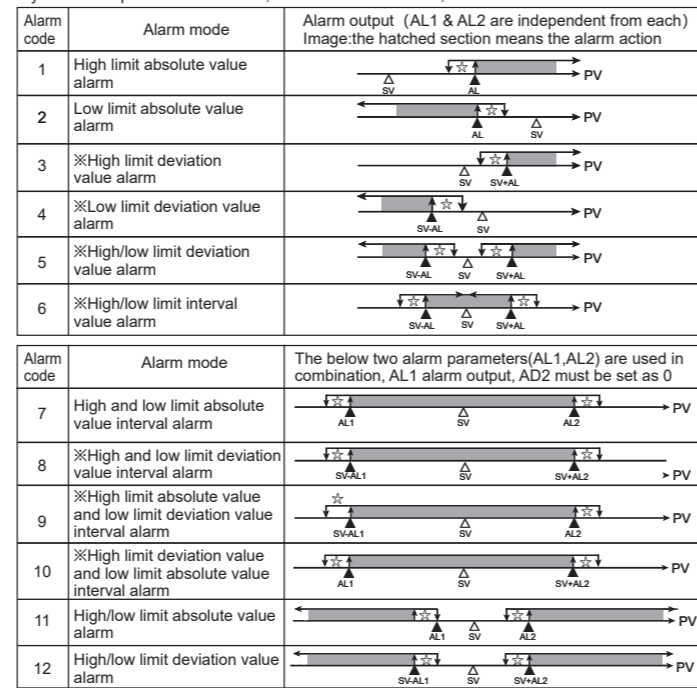 Alarm code
Alarm mode
Alarm output (AL1 & AL2 are independent from each)
Image:the hatched section means the alarm action
1
High limit absolute value
alarm
☆
SV
AL
PV
2
Low limit absolute value
alarm
☆
AL
SV
PV
3
※High limit deviation
value alarm
☆
SV
SV+AL
PV
4
※Low limit deviation value
alarm
☆
SV-AL
SV
PV
5
※High/low limit deviation
value alarm
☆
☆
SV-AL
SV
SV+AL
PV
6
※High/low limit interval
value alarm
☆
☆
SV-AL
SV
SV+AL
PV
Alarm code
Alarm mode
The below two alarm parameters(AL1,AL2) are used in
combination, AL1 alarm output, AD2 must be set as 0
7
High and low limit absolute
value interval alarm
☆
☆
AL1
SV
AL2
PV
8
※High and low limit deviation
value interval alarm
☆
☆
SV-AL1
SV
SV+AL2
PV
9
※High limit absolute value
and low limit deviation value
interval alarm
☆
☆
SV-AL1
SV
AL2
PV
10
※High limit deviation value
and low limit absolute value
interval alarm
☆
☆
AL1
SV
SV+AL2
PV
11
High/low limit absolute value
alarm
☆
☆
AL1
SV
AL2
PV
12
High/low limit deviation value
alarm
☆
☆
SV-AL1
SV
SV+AL2
PV